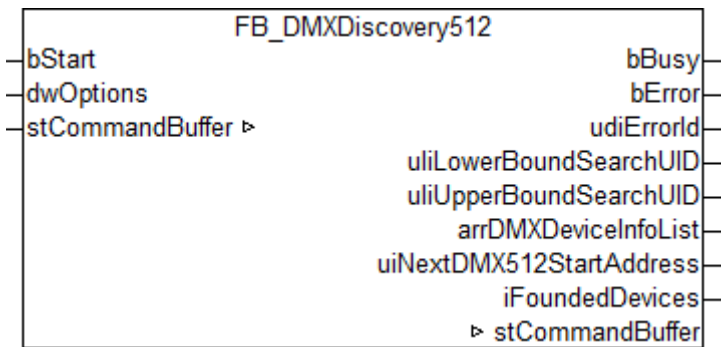 FB_DMXDiscovery512
bStart bBusy
dwOptions bError
stCommandBuffer ▹ udiErrorId
uliLowerBoundSearchUID
uliUpperBoundSearchUID
arrDMXDeviceInfoList
uiNextDMX512StartAddress
iFoundedDevices
▹ stCommandBuffer